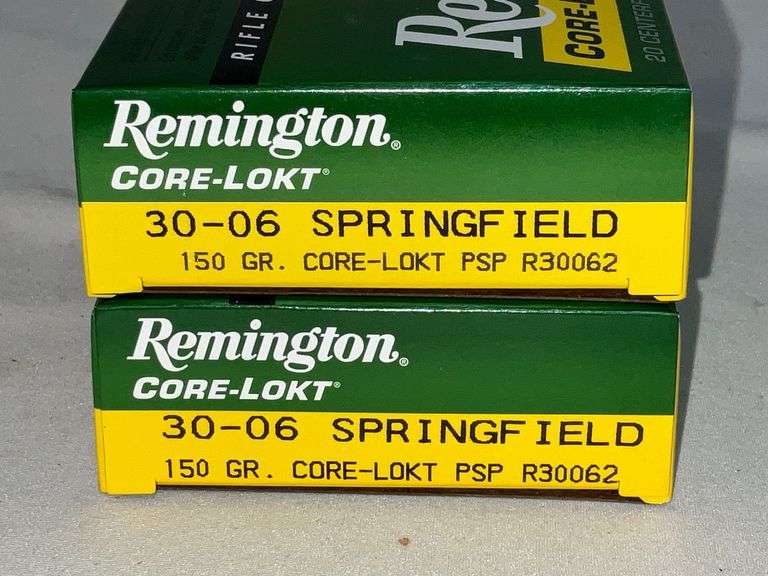 RIFLE
Re
CORE-
20 CENTERF
Remington®
CORE-LOKT®
30-06 SPRINGFIELD
150 GR. CORE-LOKT PSP R30062
Remington®
CORE-LOKT®
30-06 SPRINGFIELD
150 GR. CORE-LOKT PSP R30062